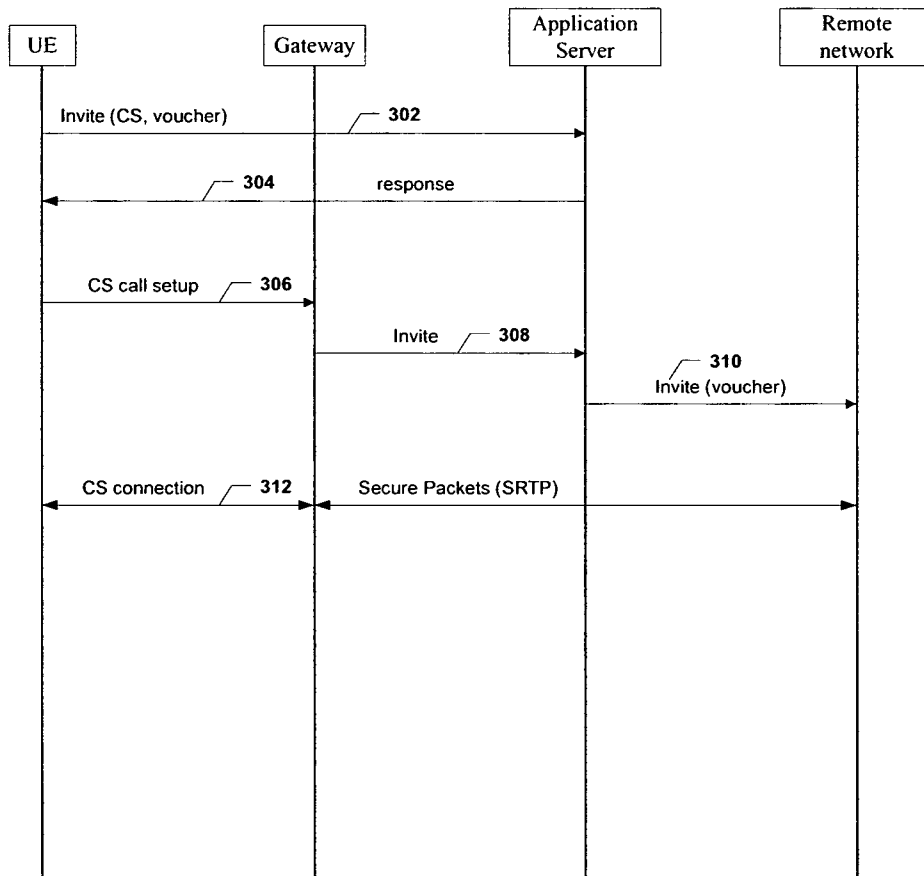 UE
Gateway
Application
Server
Remote
network
Invite (CS, voucher)
302
304
response
CS call setup
306
Invite
308
310
Invite (voucher)
CS connection
312
Secure Packets (SRTP)